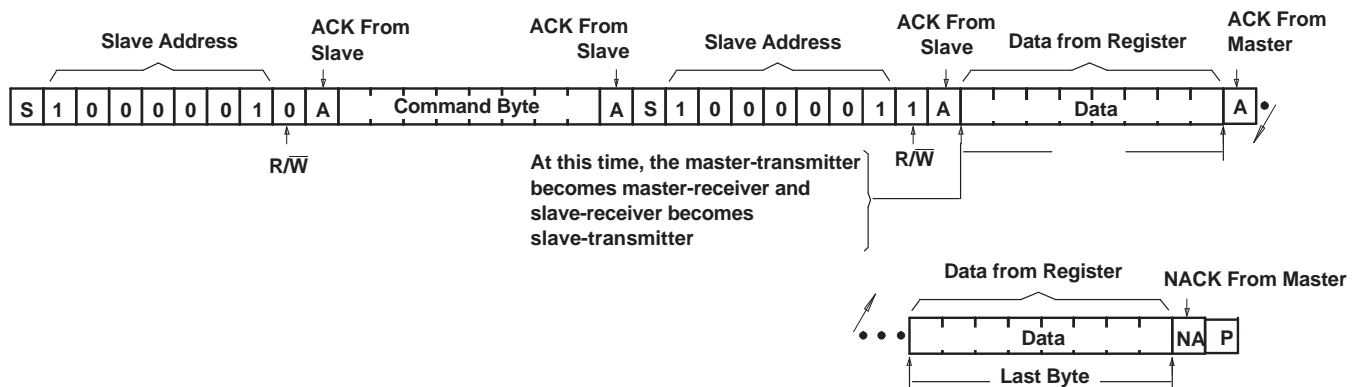 Slave Address
ACK From
Slave
ACK From
Slave
Slave Address
ACK From
Slave
Data from Register
ACK From
Master
S 1 0 0 0 0 0 1 0 A Command Byte A S 1 0 0 0 0 0 1 1 A Data A
R/W̅
R/W̅
At this time, the master-transmitter
becomes master-receiver and
slave-receiver becomes
slave-transmitter
Data from Register
NACK From Master
Data NA P
Last Byte